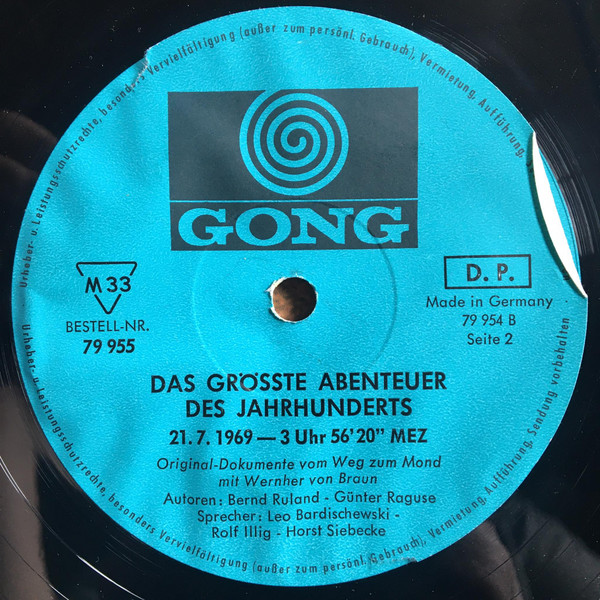 Urheber- u. Leistungsschutzrechte, besonders Vervielfältigung (außer zum persönl. Gebrauch), Vermietung, Aufführung,
GONG
M 33
BESTELL-NR.
79 955
D. P.
Made in Germany
79 954 B
Seite 2
DAS GRÖSSTE ABENTEUER
DES JAHRHUNDERTS
21. 7. 1969 — 3 Uhr 56' 20" MEZ
Original-Dokumente vom Weg zum Mond
mit Wernher von Braun
Autoren: Bernd Ruland - Günter Raguse
Sprecher: Leo Bardischewski -
Rolf Illig - Horst Siebecke
Urheber- u. Leistungsschutzrechte, besonders Vervielfältigung (außer zum persönl. Gebrauch), Vermietung, Aufführung, Sendung vorbehalten